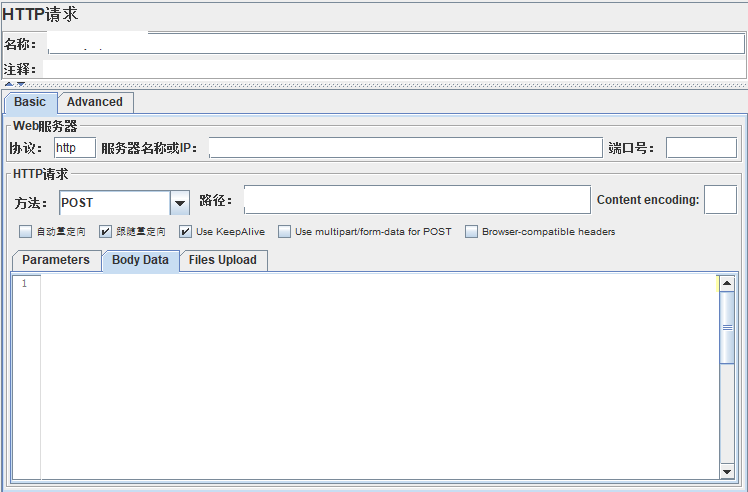 HTTP请求
名称：
注释：
Basic Advanced
Web服务器
协议： http 服务器名称或IP： 端口号：
HTTP请求
方法： POST 路径： Content encoding:
自动重定向 跟随重定向 Use KeepAlive Use multipart/form-data for POST Browser-compatible headers
Parameters Body Data Files Upload
1